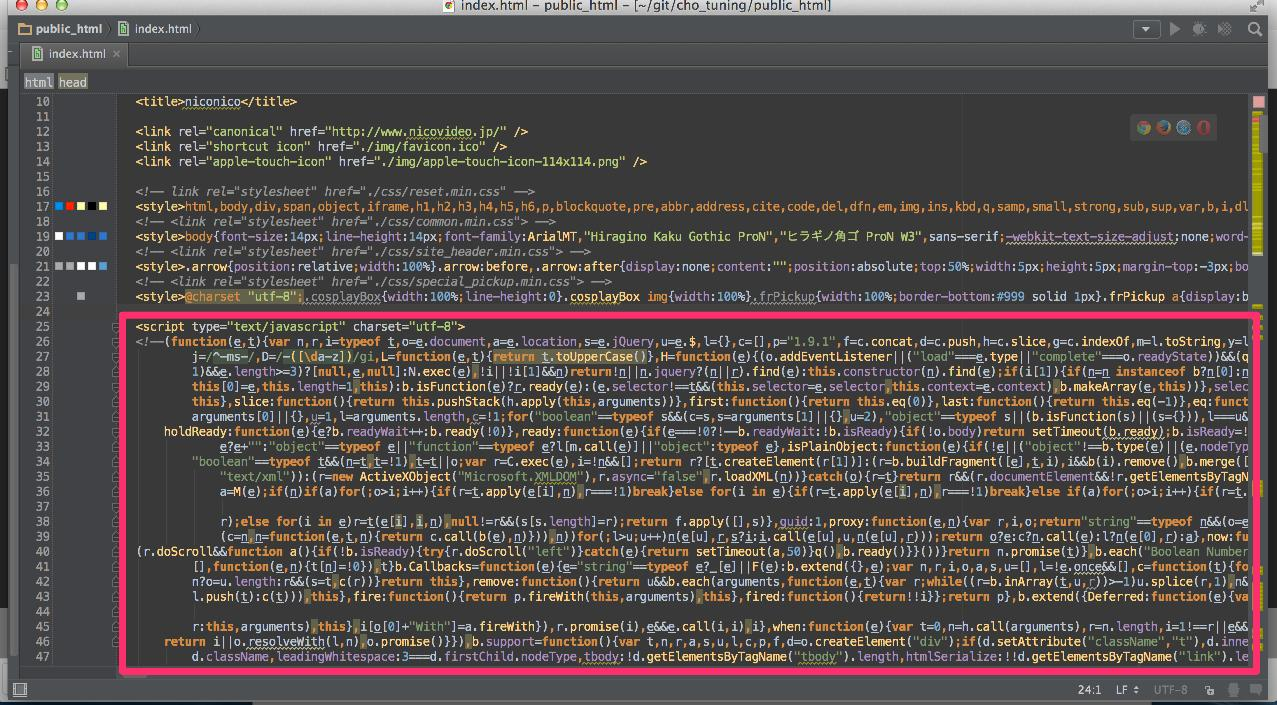 index.html – public_html – [~/git/cho_tuning/public_html]
public_html index.html
index.html ×
html head
10 <title>niconico</title>
11
12 <link rel="canonical" href="http://www.nicovideo.jp/" />
13 <link rel="shortcut icon" href="./img/favicon.ico" />
14 <link rel="apple-touch-icon" href="./img/apple-touch-icon-114x114.png" />
15
16 <!-- link rel="stylesheet" href="./css/reset.min.css" -->
17 <style>html,body,div,span,object,iframe,h1,h2,h3,h4,h5,h6,p,blockquote,pre,abbr,address,cite,code,del,dfn,em,img,ins,kbd,q,samp,small,strong,sub,sup,var,b,i,dl
18 <!-- <link rel="stylesheet" href="./css/common.min.css"> -->
19 <style>body{font-size:14px;line-height:14px;font-family:ArialMT,"Hiragino Kaku Gothic ProN","ヒラギノ角ゴ ProN W3",sans-serif;-webkit-text-size-adjust:none;word-
20 <!-- <link rel="stylesheet" href="./css/site_header.min.css"> -->
21 <style>.arrow{position:relative;width:100%}.arrow:before,.arrow:after{display:none;content:"";position:absolute;top:50%;width:5px;height:5px;margin-top:-3px;bo
22 <!-- <link rel="stylesheet" href="./css/special_pickup.min.css"> -->
23 <style>@charset "utf-8";.cosplayBox{width:100%;line-height:0}.cosplayBox img{width:100%}.frPickup{width:100%;border-bottom:#999 solid 1px}.frPickup a{display:b
24
25 <script type="text/javascript" charset="utf-8">
26 <!--(function(e,t){var n,r,i=typeof t,o=e.document,a=e.location,s=e.jQuery,u=e.$,l={},c=[],p="1.9.1",f=c.concat,d=c.push,h=c.slice,g=c.indexOf,m=l.toString,y=l
27 j=/^-ms-/,D=/-([\da-z])/gi,L=function(e,t){return t.toUpperCase()},H=function(e){(o.addEventListener||"load"===e.type||"complete"===o.readyState)&&(q
28 1)&&e.length>=3)?[null,e,null]:N.exec(e),!i||!i[1]&&n)return!n||n.jquery?(n||r).find(e):this.constructor(n).find(e);if(i[1]){if(n=n instanceof b?n[0]:n
29 this[0]=e,this.length=1,this):b.isFunction(e)?r.ready(e):(e.selector!==t&&(this.selector=e.selector,this.context=e.context),b.makeArray(e,this))},selec
30 this},slice:function(){return this.pushStack(h.apply(this,arguments))},first:function(){return this.eq(0)},last:function(){return this.eq(-1)},eq:funct
31 arguments[0]||{},u=1,l=arguments.length,c=!1;for("boolean"==typeof s&&(c=s,s=arguments[1]||{},u=2),"object"==typeof s||(b.isFunction(s)||(s={}),l===u&
32 holdReady:function(e){e?b.readyWait++:b.ready(!0)},ready:function(e){if(e===!0?!--b.readyWait:!b.isReady){if(!o.body)return setTimeout(b.ready);b.isReady=!
33 e?e+"":"object"==typeof e||"function"==typeof e?l[m.call(e)]||"object":typeof e},isPlainObject:function(e){if(!e||"object"!==b.type(e)||e.nodeTyp
34 "boolean"==typeof t&&(n=t,t=!1),t=t||o;var r=C.exec(e),i=!n&&[];return r?[t.createElement(r[1])]:(r=b.buildFragment([e],t,i),i&&b(i).remove(),b.merge([
35 "text/xml")):(r=new ActiveXObject("Microsoft.XMLDOM"),r.async="false",r.loadXML(n))}catch(o){r=t}return r&&(r.documentElement&&!r.getElementsByTagN
36 a=M(e);if(n)if(a)for(;o>i;i++){if(r=t.apply(e[i],n),r===!1)break}else for(i in e){if(r=t.apply(e[i],n),r===!1)break}else if(a)for(;o>i;i++){if(r=t.
37
38 r);else for(i in e)r=t(e[i],i,n),null!=r&&(s[s.length]=r);return f.apply([],s)},guid:1,proxy:function(e,n){var r,i,o;return"string"==typeof n&&(o=e
39 (c=n,n=function(e,t,n){return c.call(b(e),n)})),n))for(;l>u;u++)n(e[u],r,s?i:i.call(e[u],u,n(e[u],r)));return o?e:c?n.call(e):l?n(e[0],r):a},now:fu
40 (r.doScroll&&function a(){if(!b.isReady){try{r.doScroll("left")}catch(e){return setTimeout(a,50)}q(),b.ready()}}()}return n.promise(t)},b.each("Boolean Number
41 [],function(e,n){t[n]=!0}),t}b.Callbacks=function(e){e="string"==typeof e?_[e]||F(e):b.extend({},e);var n,r,i,o,a,s,u=[],l=!e.once&&[],c=function(t){fo
42 n?o=u.length:r&&(s=t,c(r))}return this},remove:function(){return u&&b.each(arguments,function(e,t){var r;while((r=b.inArray(t,u,r))>-1)u.splice(r,1),n&
43 l.push(t):c(t))),this},fire:function(){return p.fireWith(this,arguments),this},fired:function(){return!!i}};return p},b.extend({Deferred:function(e){va
44
45 r:this,arguments),this},i[o[0]+"With"]=a.fireWith}),r.promise(i),e&&e.call(i,i),i},when:function(e){var t=0,n=h.call(arguments),r=n.length,i=1!==r||e&&
46 return i||o.resolveWith(l,n),o.promise()}}),b.support=function(){var t,n,r,a,s,u,l,c,p,f,d=o.createElement("div");if(d.setAttribute("className","t"),d.inne
47 d.className,leadingWhitespace:3===d.firstChild.nodeType,tbody:!d.getElementsByTagName("tbody").length,htmlSerialize:!!d.getElementsByTagName("link").le
24:1 LF UTF-8